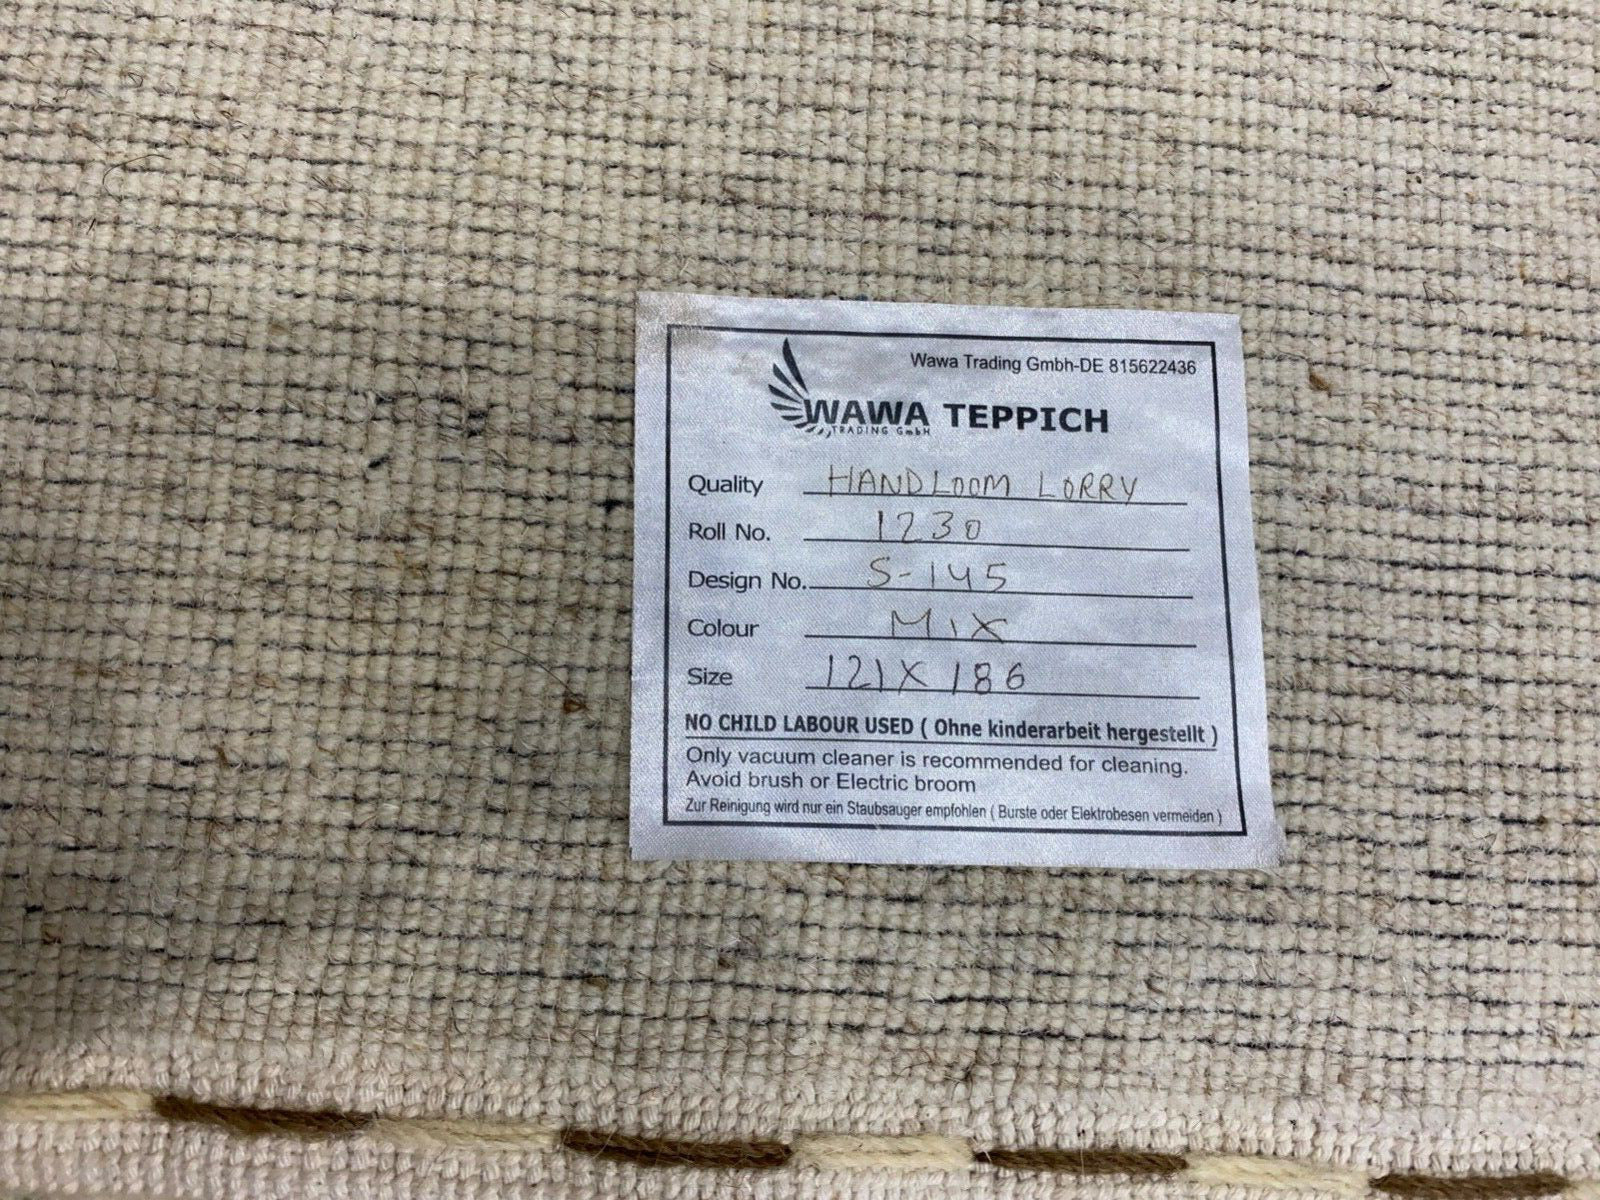 Wawa Trading Gmbh-DE 815622436
WAWA TEPPICH
TRADING GmbH
Quality HANDLOOM LORRY
Roll No. 1230
Design No. S-145
Colour MIX
Size 121X186
NO CHILD LABOUR USED ( Ohne kinderarbeit hergestellt )
Only vacuum cleaner is recommended for cleaning.
Avoid brush or Electric broom
Zur Reinigung wird nur ein Staubsauger empfohlen ( Burste oder Elektrobesen vermeiden )